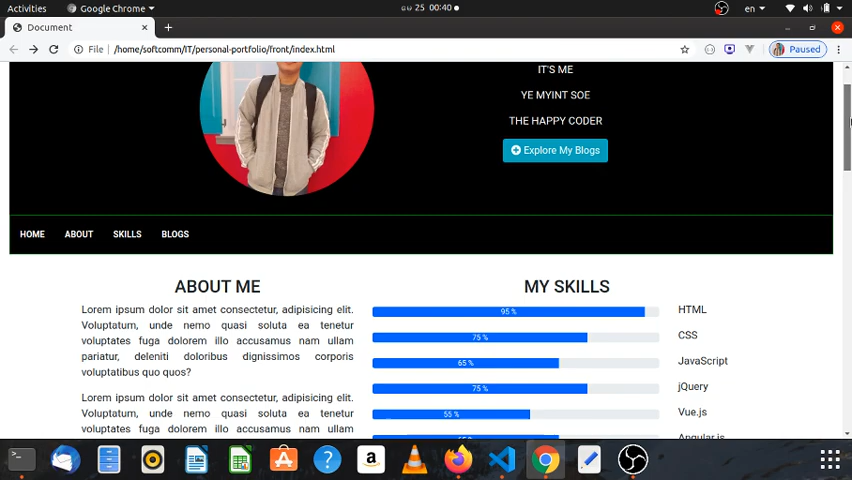 Activities
Google Chrome
25 00:40
en
Document
File
/home/softcomm/IT/personal-portfolio/front/index.html
Paused
IT'S ME
YE MYINT SOE
THE HAPPY CODER
Explore My Blogs
HOME ABOUT SKILLS BLOGS
ABOUT ME
Lorem ipsum dolor sit amet consectetur, adipisicing elit.
Voluptatum, unde nemo quasi soluta ea tenetur
voluptates fuga dolorem illo accusamus nam ullam
pariatur, deleniti doloribus dignissimos corporis
voluptatibus quo quos?
Lorem ipsum dolor sit amet consectetur, adipisicing elit.
Voluptatum, unde nemo quasi soluta ea tenetur
voluptates fuga dolorem illo accusamus nam ullam
MY SKILLS
95 % HTML
75 % CSS
65 % JavaScript
75 % jQuery
55 % Vue.js
65 % Angular.js